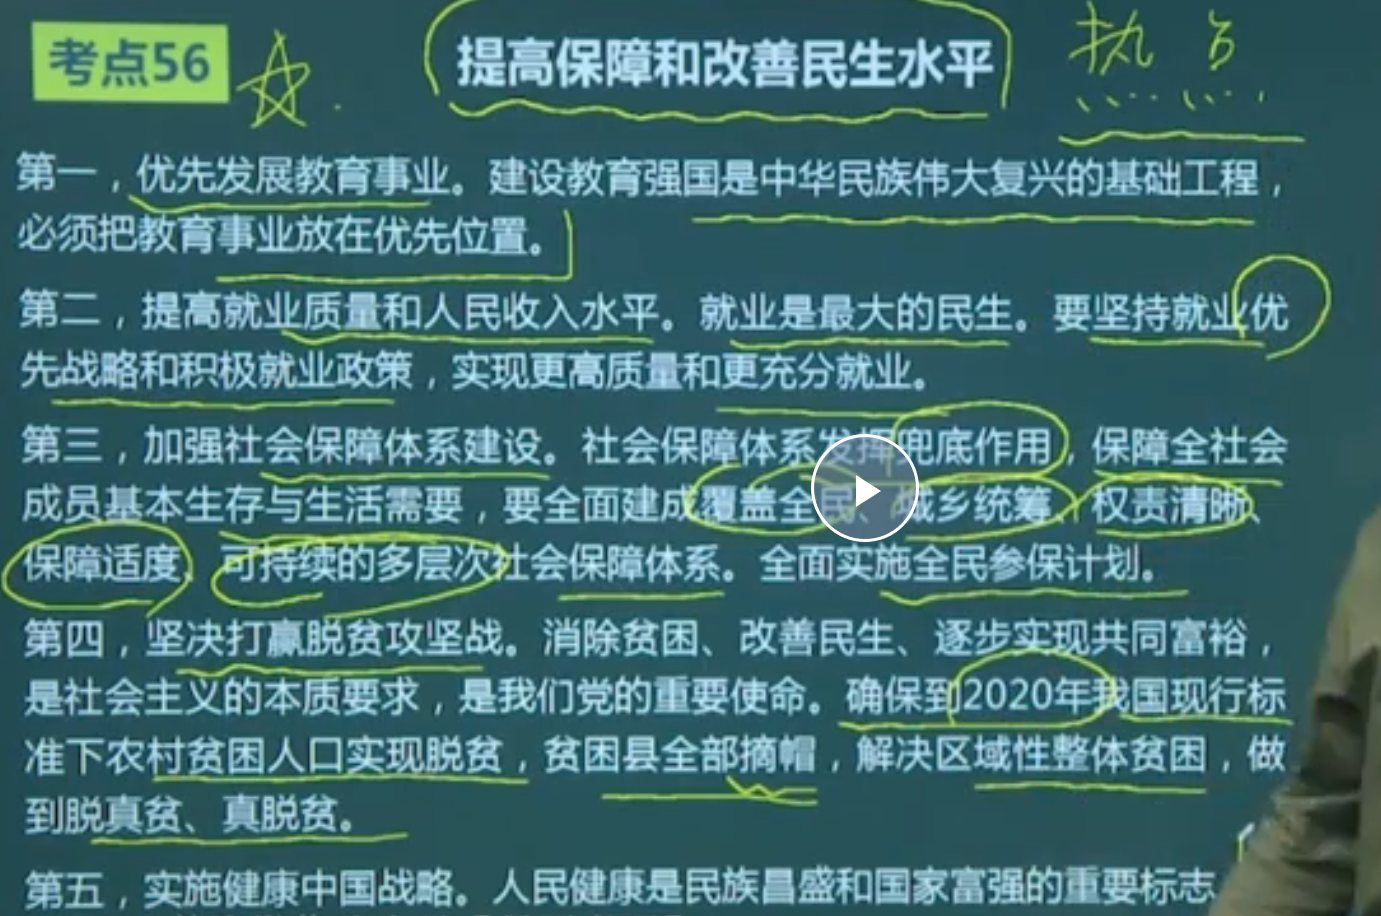 考点56
提高保障和改善民生水平
热点
第一，优先发展教育事业。建设教育强国是中华民族伟大复兴的基础工程，
必须把教育事业放在优先位置。
第二，提高就业质量和人民收入水平。就业是最大的民生。要坚持就业优
先战略和积极就业政策，实现更高质量和更充分就业。
第三，加强社会保障体系建设。社会保障体系发挥兜底作用，保障全社会
成员基本生存与生活需要，要全面建成覆盖全民、城乡统筹、权责清晰、
保障适度、可持续的多层次社会保障体系。全面实施全民参保计划。
第四，坚决打赢脱贫攻坚战。消除贫困、改善民生、逐步实现共同富裕，
是社会主义的本质要求，是我们党的重要使命。确保到2020年我国现行标
准下农村贫困人口实现脱贫，贫困县全部摘帽，解决区域性整体贫困，做
到脱真贫、真脱贫。
第五，实施健康中国战略。人民健康是民族昌盛和国家富强的重要标志